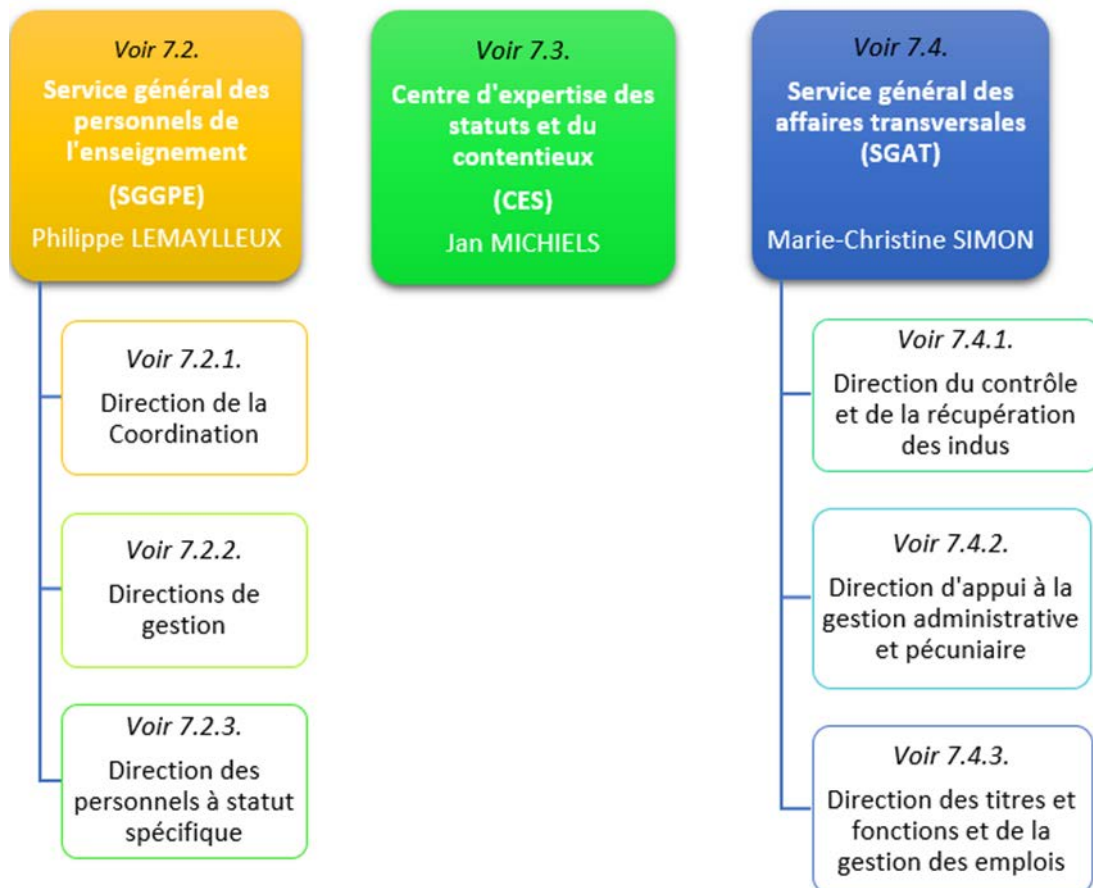 Voir 7.2.
Service général des
personnels de
l'enseignement
(SGGPE)
Philippe LEMAYLLEUX
Voir 7.2.1.
Direction de la
Coordination
Voir 7.2.2.
Directions de
gestion
Voir 7.2.3.
Direction des
personnels à statut
spécifique
Voir 7.3.
Centre d'expertise des
statuts et du
contentieux
(CES)
Jan MICHIELS
Voir 7.4.
Service général des
affaires transversales
(SGAT)
Marie-Christine SIMON
Voir 7.4.1.
Direction du contrôle
et de la récupération
des indus
Voir 7.4.2.
Direction d'appui à la
gestion administrative
et pécuniaire
Voir 7.4.3.
Direction des titres et
fonctions et de la
gestion des emplois